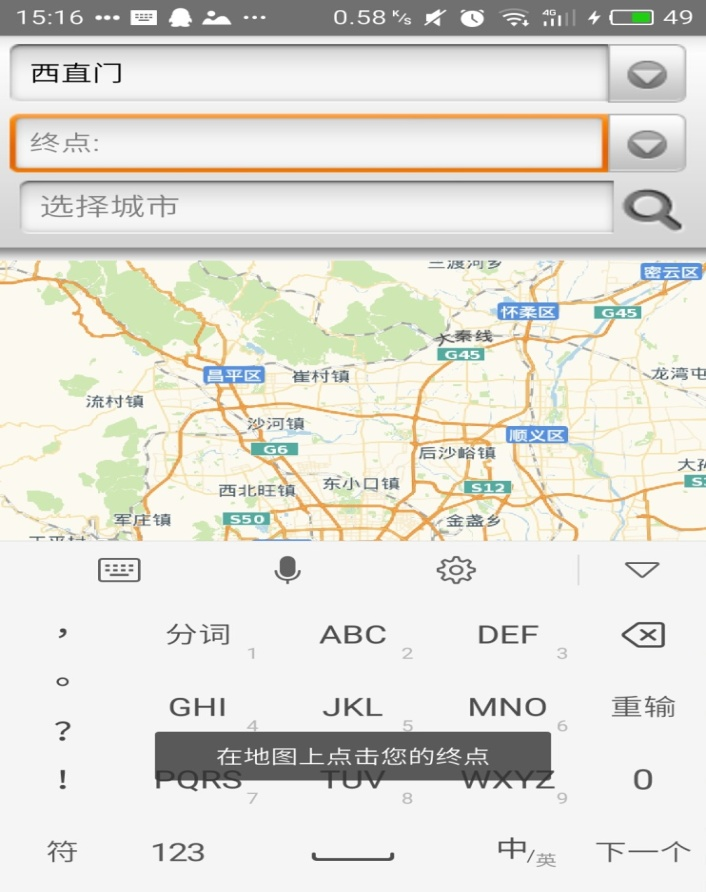 15:16 ••• ... 0.58 K/s 4G 49
西直门
终点:
选择城市
三渡河乡
密云区
怀柔区
G45
大秦线
G45
昌平区
崔村镇
龙湾屯
流村镇
沙河镇
顺义区
G6
后沙峪镇
西北旺镇
东小口镇
S12
军庄镇
S50
金盏乡
, 分词 1 ABC 2 DEF 3
。
? GHI 4 JKL 5 MNO 6 重输
在地图上点击您的终点
! PQRS 7 TUV 8 WXYZ 9 0
符 123 中/英 下一个